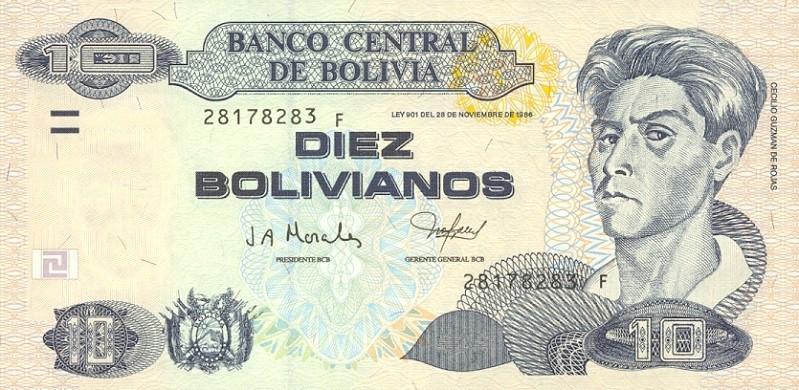 10
BANCO CENTRAL
DE BOLIVIA
28178283 F
LEY 901 DEL 28 DE NOVIEMBRE DE 1986
DIEZ
BOLIVIANOS
CECILIO GUZMAN DE ROJAS
J A Morales
PRESIDENTE BCB
GERENTE GENERAL BCB
28178283 F
10
10